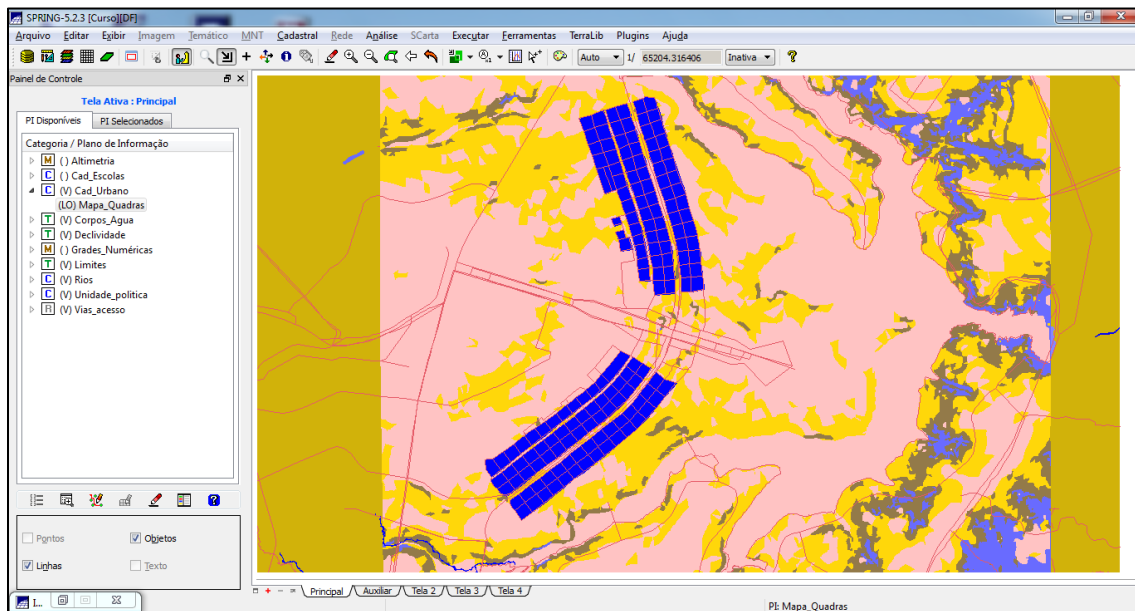 SPRING-5.2.3 [Curso][DF]
Arquivo Editar Exibir Imagem Temático MNT Cadastral Rede Análise SCarta Executar Ferramentas TerraLib Plugins Ajuda
Auto 1/ 65204.316406 Inativa ?
Painel de Controle
Tela Ativa : Principal
PI Disponíveis PI Selecionados
Categoria / Plano de Informação
M ( ) Altimetria
C ( ) Cad_Escolas
C (V) Cad_Urbano
(LO) Mapa_Quadras
T (V) Corpos_Agua
T (V) Declividade
M ( ) Grades_Numéricas
T (V) Limites
C (V) Rios
C (V) Unidade_politica
R (V) Vias_acesso
Pontos Objetos
Linhas Texto
I...
Principal Auxiliar Tela 2 Tela 3 Tela 4
PI: Mapa_Quadras